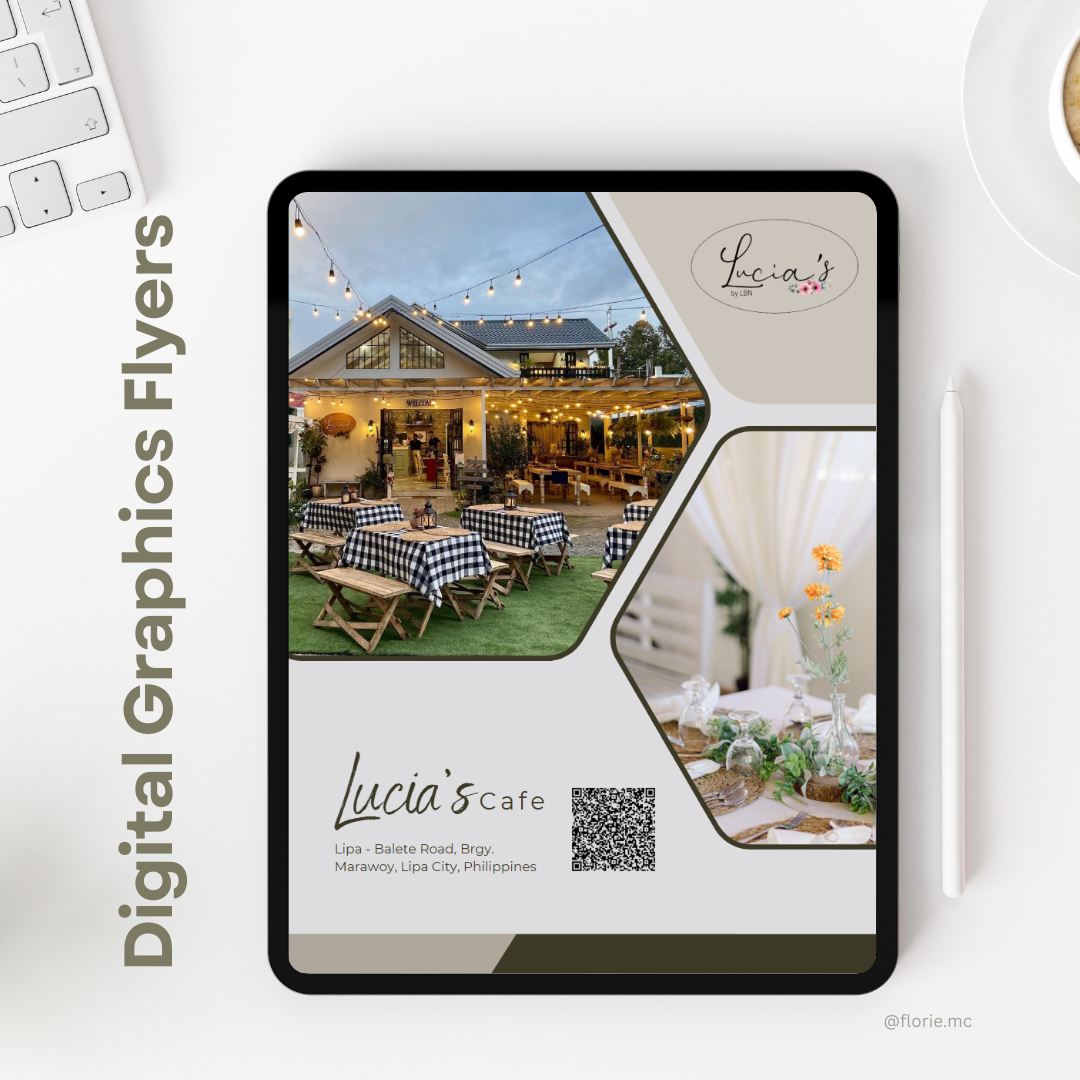 Digital Graphics Flyers
Lucia's
by LBN
WELCOME
Lucia's Cafe
Lipa - Balete Road, Brgy.
Marawoy, Lipa City, Philippines
@florie.mc